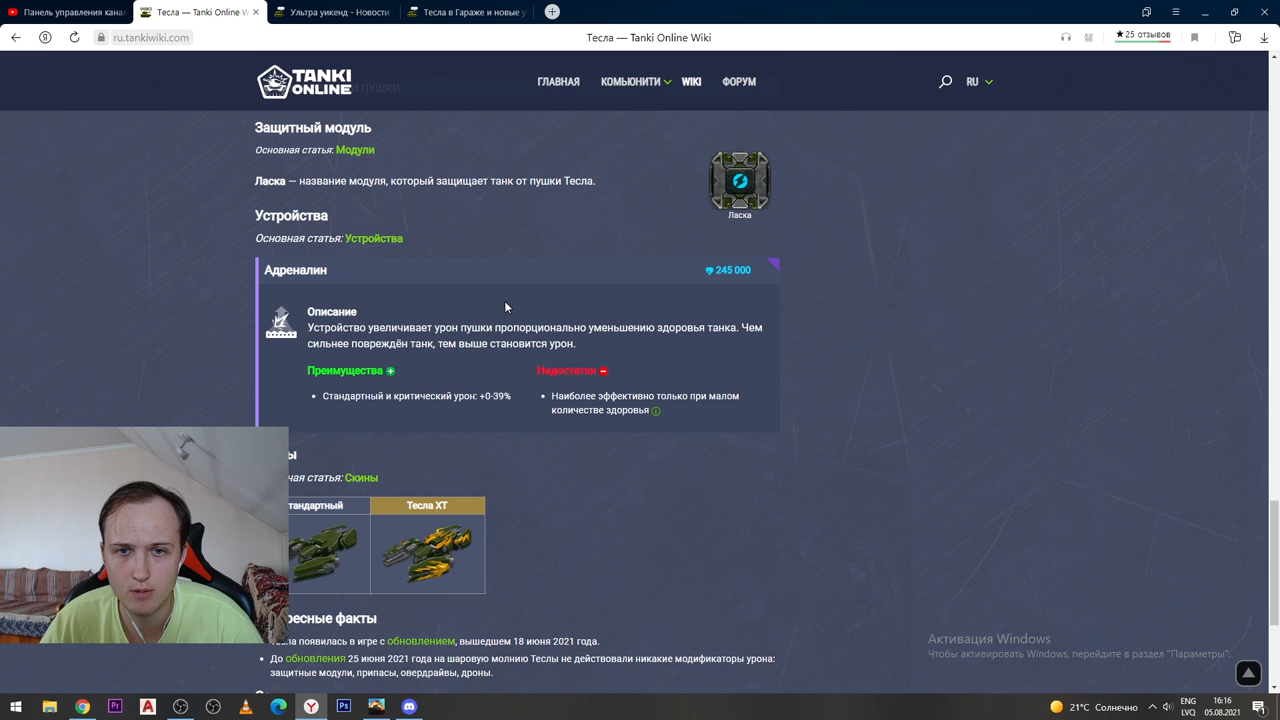 Панель управления кана
Тесла — Tanki Online W
Ультра уикенд - Новости
Тесла в Гараже и новые у
ru.tankiwiki.com
Тесла — Tanki Online Wiki
★25 отзывов
TANKI ONLINE
И ПУШКИ
ГЛАВНАЯ
КОМЬЮНИТИ
WIKI
ФОРУМ
RU
Защитный модуль
Основная статья: Модули
Ласка — название модуля, который защищает танк от пушки Тесла.
Ласка
Устройства
Основная статья: Устройства
Адреналин
245 000
Описание
Устройство увеличивает урон пушки пропорционально уменьшению здоровья танка. Чем
сильнее повреждён танк, тем выше становится урон.
Преимущества
Недостатки
• Стандартный и критический урон: +0-39%
• Наиболее эффективно только при малом
количестве здоровья
ы
ная статья: Скины
тандартный
Тесла XT
ресные факты
сла появилась в игре с обновлением, вышедшем 18 июня 2021 года.
• До обновления 25 июня 2021 года на шаровую молнию Теслы не действовали никакие модификаторы урона:
защитные модули, припасы, овердрайвы, дроны.
Активация Windows
Чтобы активировать Windows, перейдите в раздел "Параметры".
21°C Солнечно
ENG
LVQ
16:16
05.08.2021